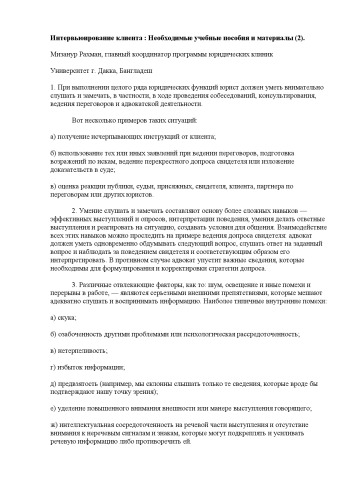 Интервьюирование клиента : Необходимые учебные пособия и материалы (2).
Мизанур Рахман, главный координатор программы юридических клиник
Университет г. Дакка, Бангладеш
1. При выполнении целого ряда юридических функций юрист должен уметь внимательно
слушать и замечать, в частности, в ходе проведения собеседований, консультирования,
ведения переговоров и адвокатской деятельности.
Вот несколько примеров таких ситуаций:
а) получение исчерпывающих инструкций от клиента;
б) использование тех или иных заявлений при ведении переговоров, подготовка
возражений по искам, ведение перекрестного допроса свидетеля или изложение
доказательств в суде;
в) оценка реакции публики, судьи, присяжных, свидетеля, клиента, партнера по
переговорам или других юристов.
2. Умение слушать и замечать составляют основу более сложных навыков —
эффективных выступлений и опросов, интерпретации поведения, умения делать ответные
выступления и реагировать на ситуацию, создавать условия для общения. Взаимодействие
всех этих навыков можно проследить на примере ведения допроса свидетеля: адвокат
должен уметь одновременно обдумывать следующий вопрос, слушать ответ на заданный
вопрос и наблюдать за поведением свидетеля и соответствующим образом его
интерпретировать. В противном случае адвокат упустит важные сведения, которые
необходимы для формулирования и корректировки стратегии допроса.
3. Различные отвлекающие факторы, как то: шум, освещение и иные помехи и
перерывы в работе, — являются серьезными внешними препятствиями, которые мешают
адекватно слушать и воспринимать информацию. Наиболее типичные внутренние помехи:
а) скука;
б) озабоченность другими проблемами или психологическая рассредоточенность;
в) нетерпеливость;
г) избыток информации;
д) предвзятость (например, мы склонны слышать только те сведения, которые вроде бы
подтверждают нашу точку зрения);
е) уделение повышенного внимания внешности или манере выступления говорящего;
ж) интеллектуальная сосредоточенность на речевой части выступления и отсутствие
внимания к неречевым сигналам и знакам, которые могут подкреплять и усиливать
речевую информацию либо противоречить ей.